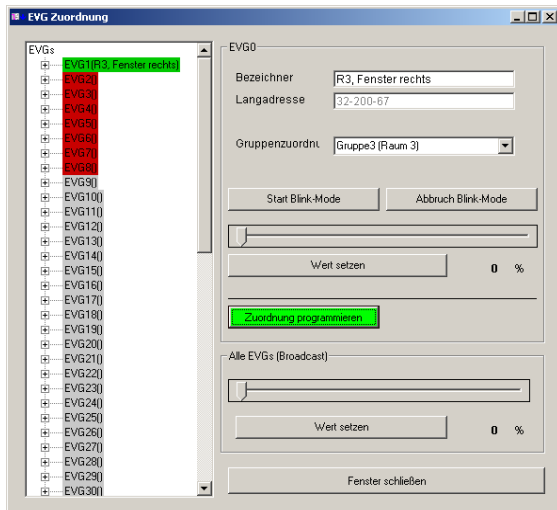 EVG Zuordnung
EVGs
EVG1(R3, Fenster rechts)
EVG2()
EVG3()
EVG4()
EVG5()
EVG6()
EVG7()
EVG8()
EVG9()
EVG10()
EVG11()
EVG12()
EVG13()
EVG14()
EVG15()
EVG16()
EVG17()
EVG18()
EVG19()
EVG20()
EVG21()
EVG22()
EVG23()
EVG24()
EVG25()
EVG26()
EVG27()
EVG28()
EVG29()
EVG30()
EVG0
Bezeichner R3, Fenster rechts
Langadresse 32-200-67
Gruppenzuordnu Gruppe3 (Raum 3)
Start Blink-Mode Abbruch Blink-Mode
Wert setzen 0 %
Zuordnung programmieren
Alle EVGs (Broadcast)
Wert setzen 0 %
Fenster schließen